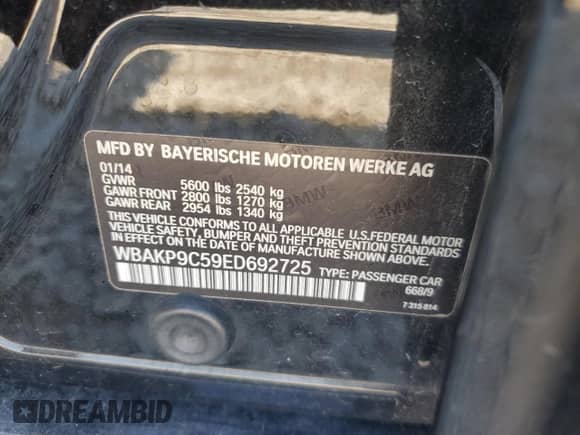 MFD BY BAYERISCHE MOTOREN WERKE AG
01/14
GVWR 5600 lbs 2540 kg
GAWR FRONT 2800 lbs 1270 kg
GAWR REAR 2954 lbs 1340 kg
THIS VEHICLE CONFORMS TO ALL APPLICABLE U.S.FEDERAL MOTOR
VEHICLE SAFETY, BUMPER AND THEFT PREVENTION STANDARDS
IN EFFECT ON THE DATE OF MANUFACTURE SHOWN ABOVE.
WBAKP9C59ED692725 TYPE: PASSENGER CAR
668/9
7 315 814
DREAMBID